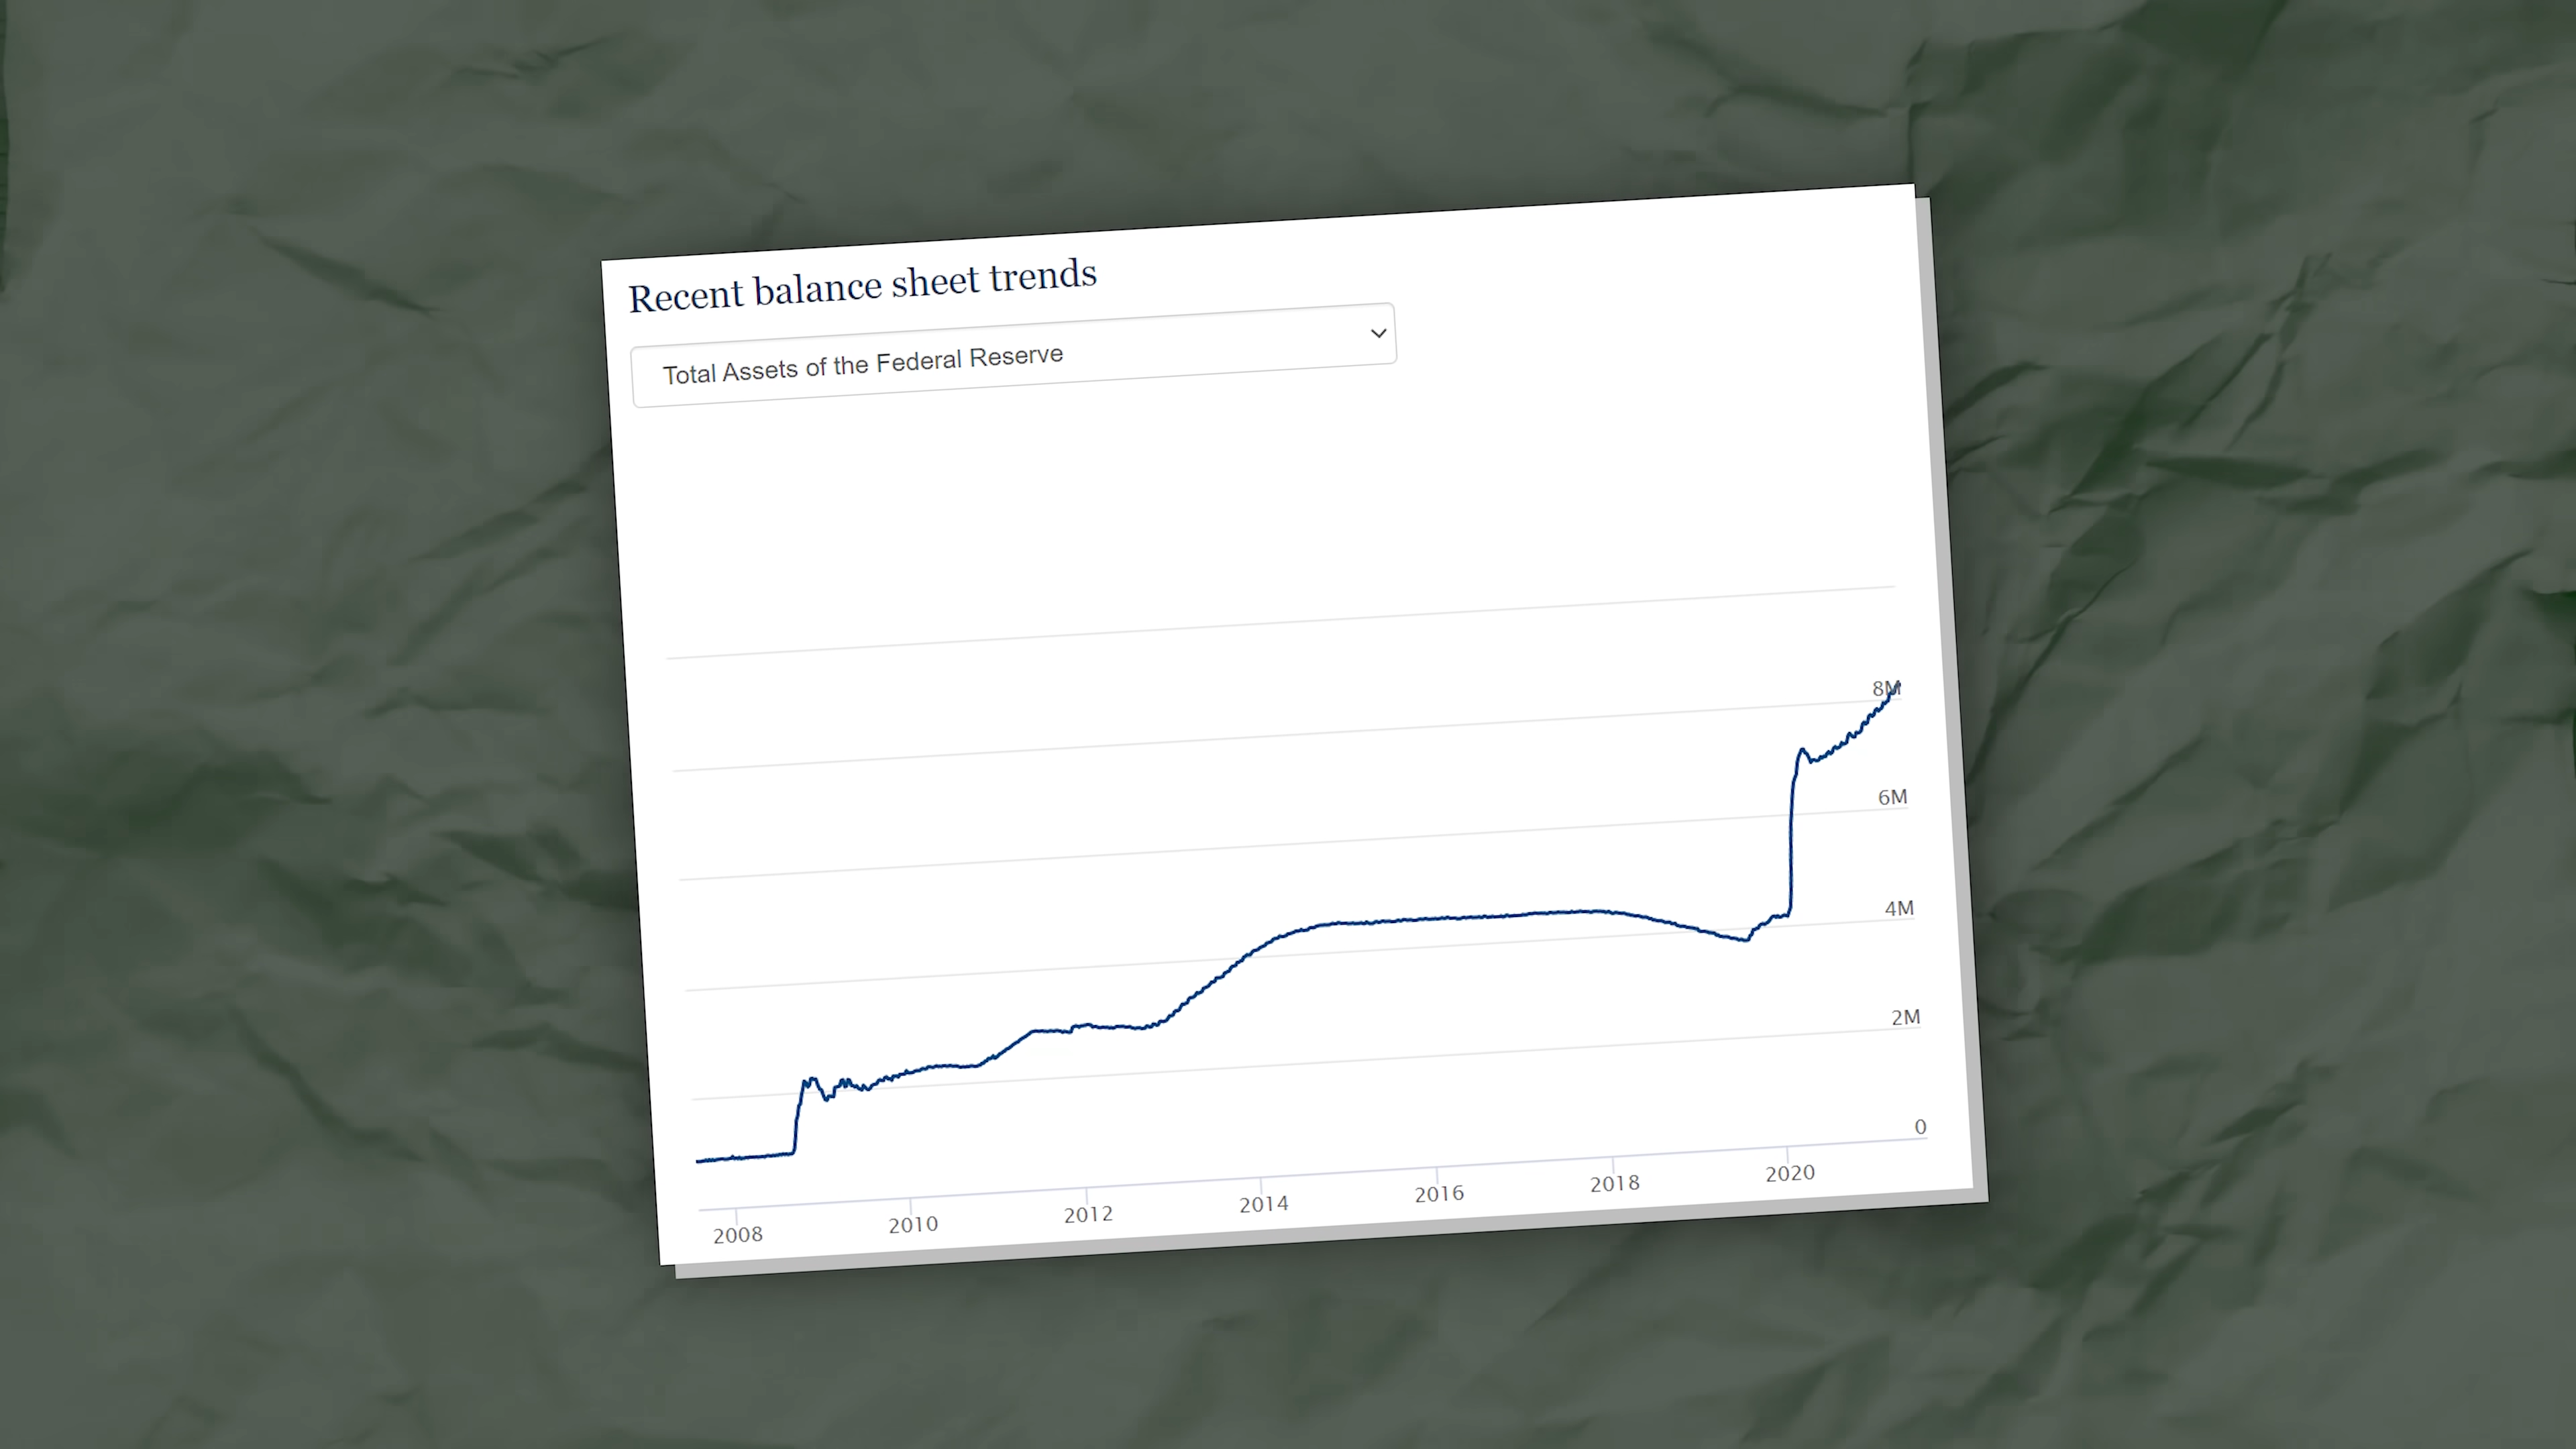 Recent balance sheet trends
Total Assets of the Federal Reserve
8M
6M
4M
2M
0
2008 2010 2012 2014 2016 2018 2020